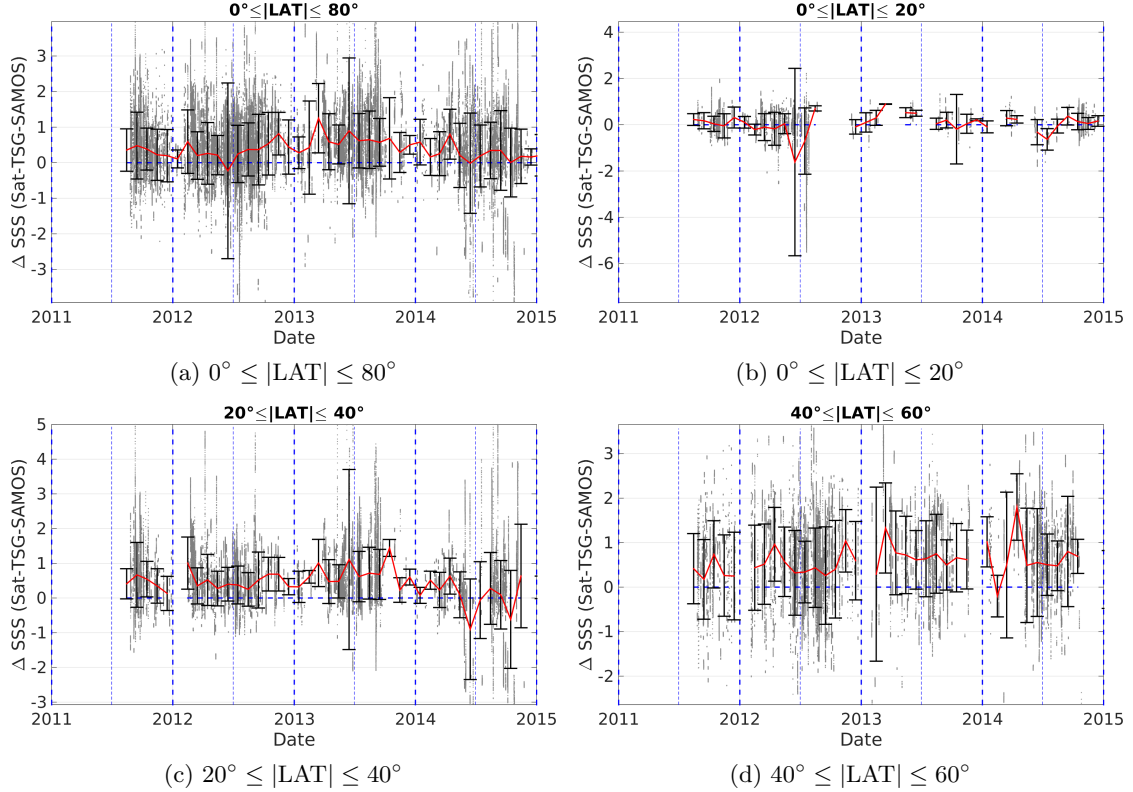 0°≤|LAT|≤ 80°
Δ SSS (Sat-TSG-SAMOS)
3
2
1
0
-1
-2
-3
2011 2012 2013 2014 2015
Date
(a) 0° ≤ |LAT| ≤ 80°
0°≤|LAT|≤ 20°
Δ SSS (Sat-TSG-SAMOS)
4
2
0
-2
-4
-6
2011 2012 2013 2014 2015
Date
(b) 0° ≤ |LAT| ≤ 20°
20°≤|LAT|≤ 40°
Δ SSS (Sat-TSG-SAMOS)
5
4
3
2
1
0
-1
-2
-3
2011 2012 2013 2014 2015
Date
(c) 20° ≤ |LAT| ≤ 40°
40°≤|LAT|≤ 60°
Δ SSS (Sat-TSG-SAMOS)
3
2
1
0
-1
-2
2011 2012 2013 2014 2015
Date
(d) 40° ≤ |LAT| ≤ 60°